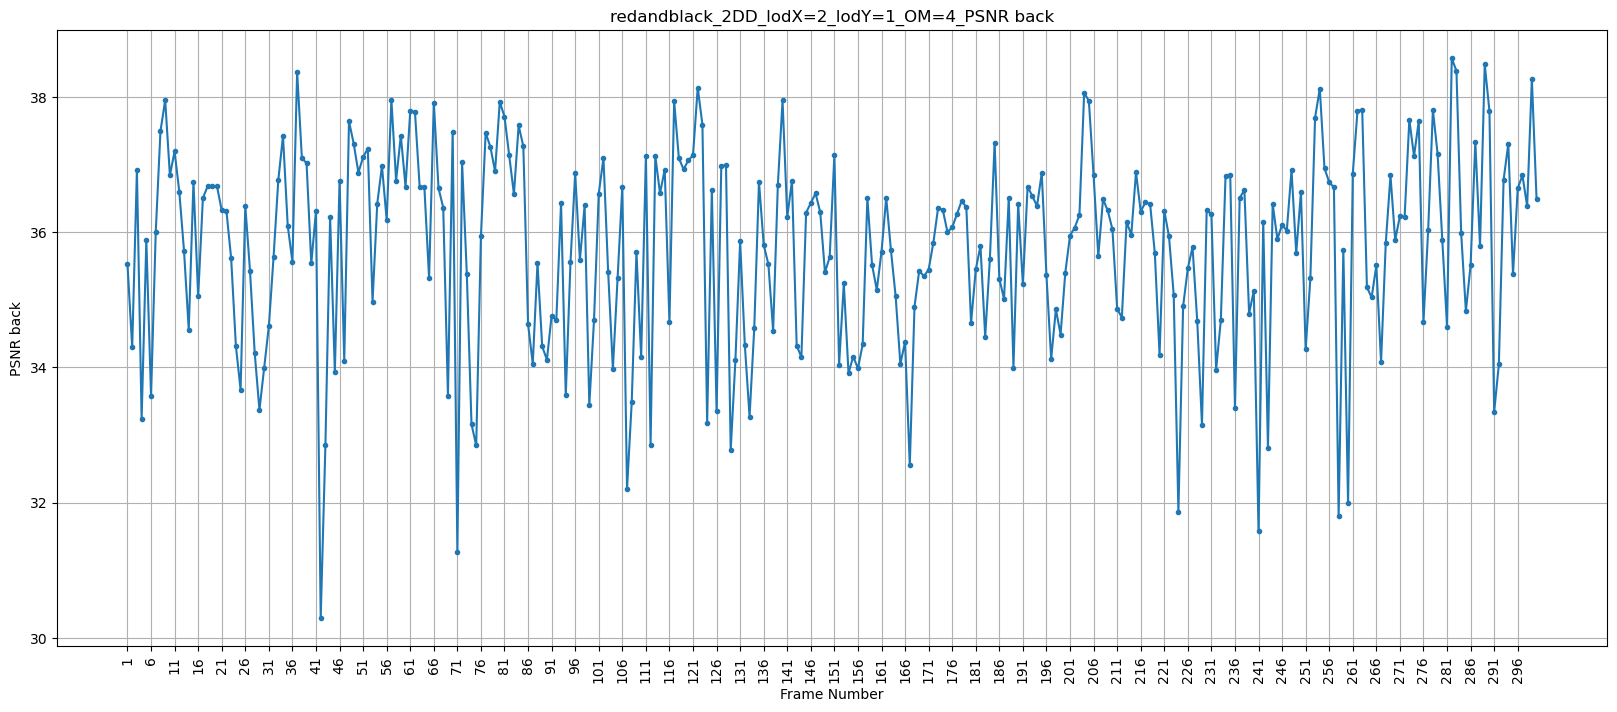 redandblack_2DD_lodX=2_lodY=1_OM=4_PSNR back
PSNR back
38
36
34
32
30
1 6 11 16 21 26 31 36 41 46 51 56 61 66 71 76 81 86 91 96 101 106 111 116 121 126 131 136 141 146 151 156 161 166 171 176 181 186 191 196 201 206 211 216 221 226 231 236 241 246 251 256 261 266 271 276 281 286 291 296
Frame Number